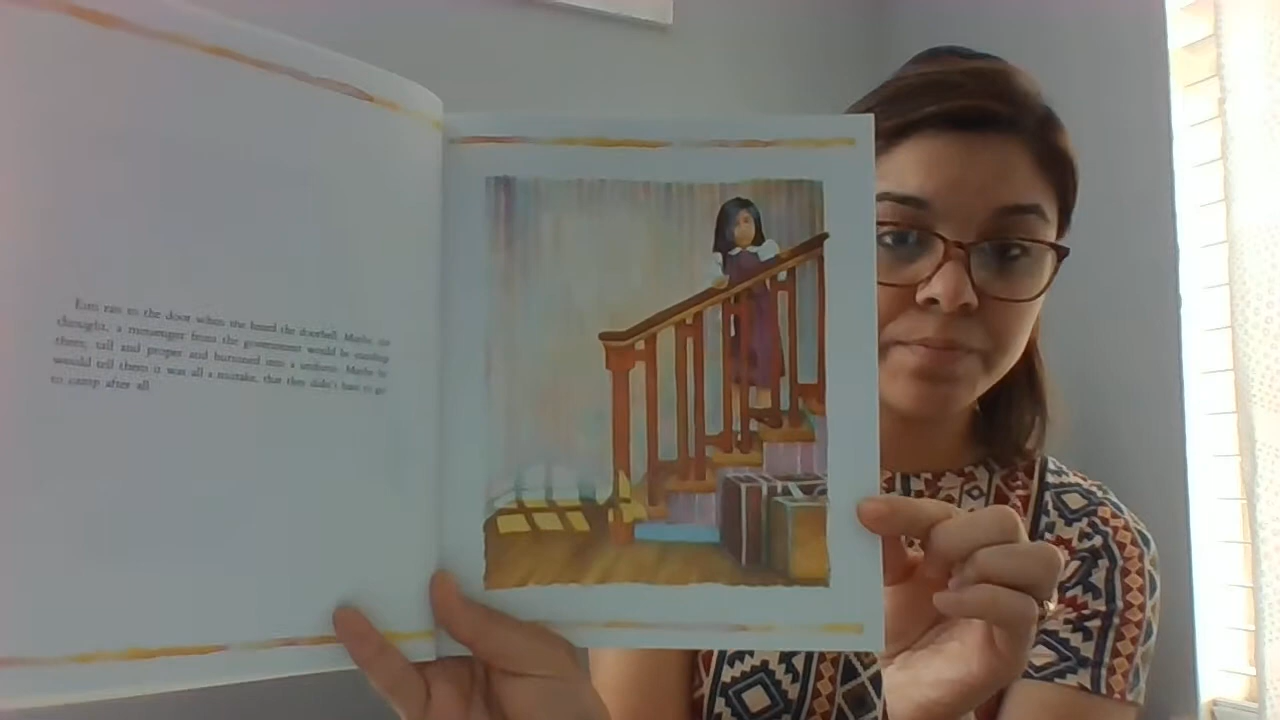 Emi ran to the door when she heard the doorbell. Maybe, she
thought, a messenger from the government would be standing
there, tall and proper and buttoned into a uniform. Maybe he
would tell them it was all a mistake, that they didn't have to go
to camp after all.